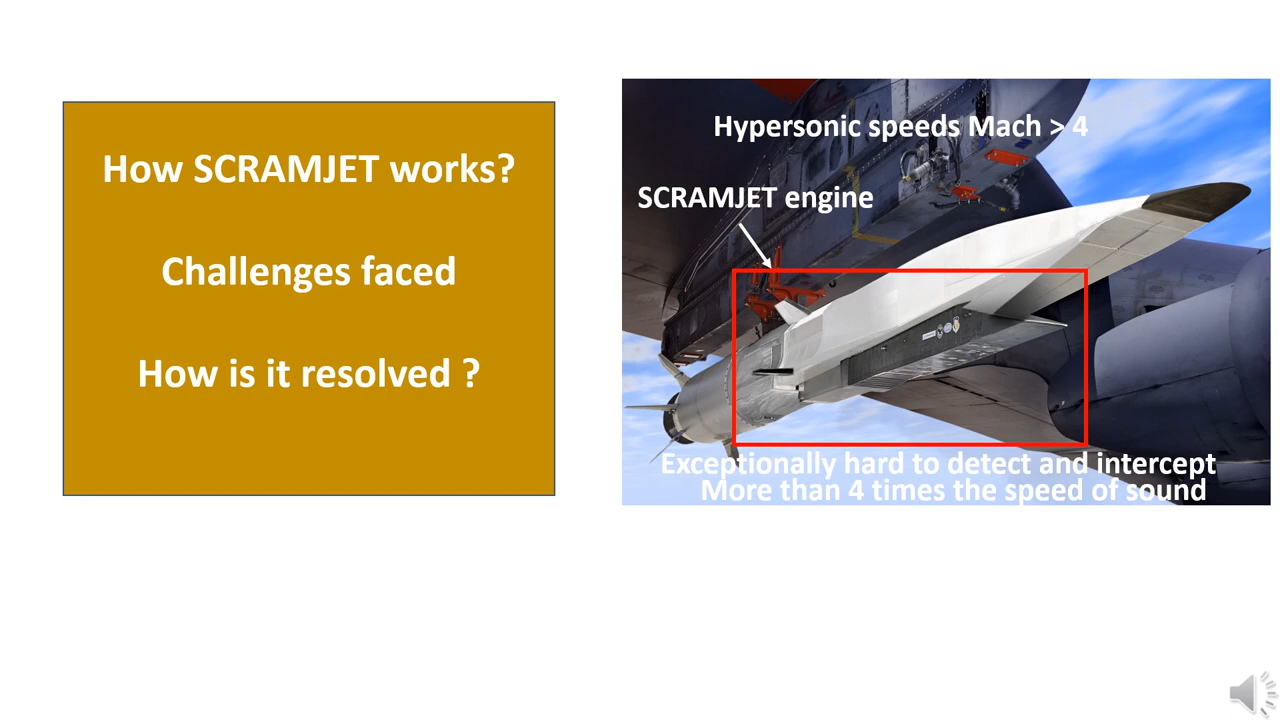 How SCRAMJET works?
Challenges faced
How is it resolved ?
Hypersonic speeds Mach > 4
SCRAMJET engine
Exceptionally hard to detect and intercept
More than 4 times the speed of sound